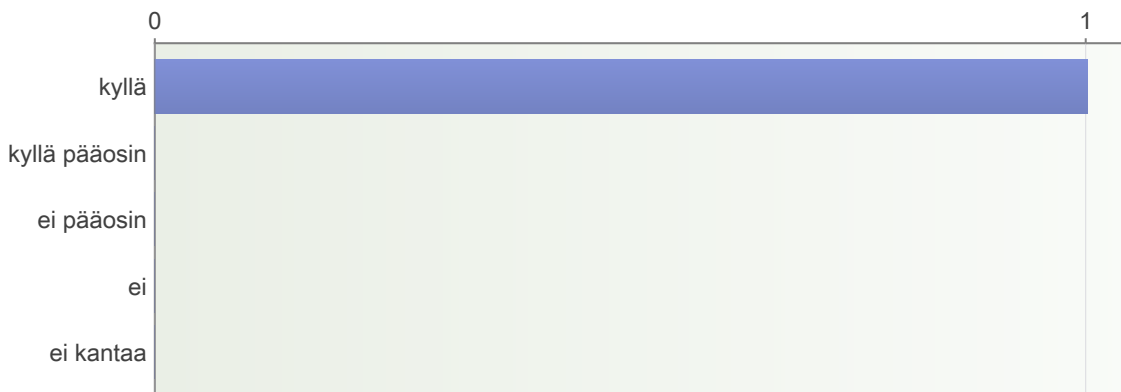 0 1
kyllä
kyllä pääosin
ei pääosin
ei
ei kantaa